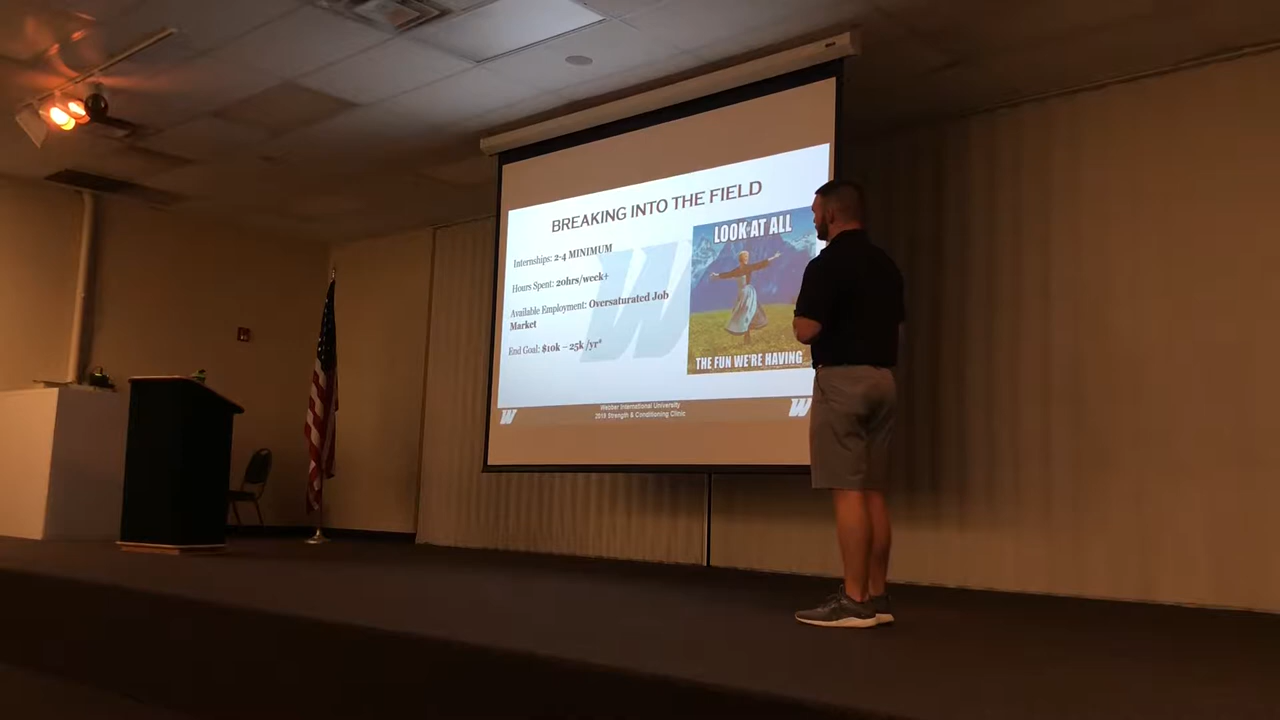 BREAKING INTO THE FIELD
Internships: 2-4 MINIMUM
Hours Spent: 20hrs/week+
Available Employment: Oversaturated Job
Market
End Goal: $10k – 25k /yr*
LOOK AT ALL
THE FUN WE'RE HAVING
W
Webber International University
2019 Strength & Conditioning Clinic
W